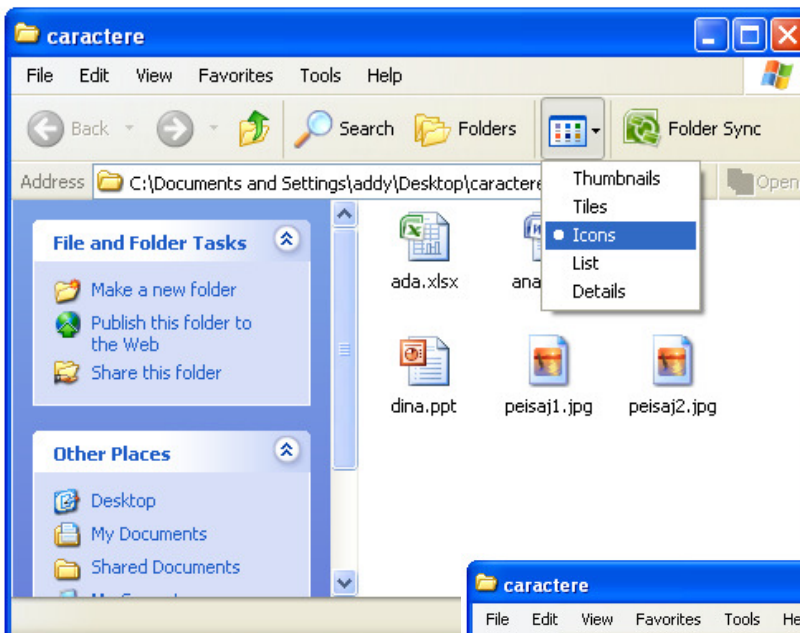 caractere
File Edit View Favorites Tools Help
Back Search Folders Folder Sync
Address C:\Documents and Settings\addy\Desktop\caractere Open
Thumbnails
Tiles
Icons
List
Details
File and Folder Tasks
Make a new folder
Publish this folder to
the Web
Share this folder
Other Places
Desktop
My Documents
Shared Documents
ada.xlsx ana
dina.ppt peisaj1.jpg peisaj2.jpg
caractere
File Edit View Favorites Tools He